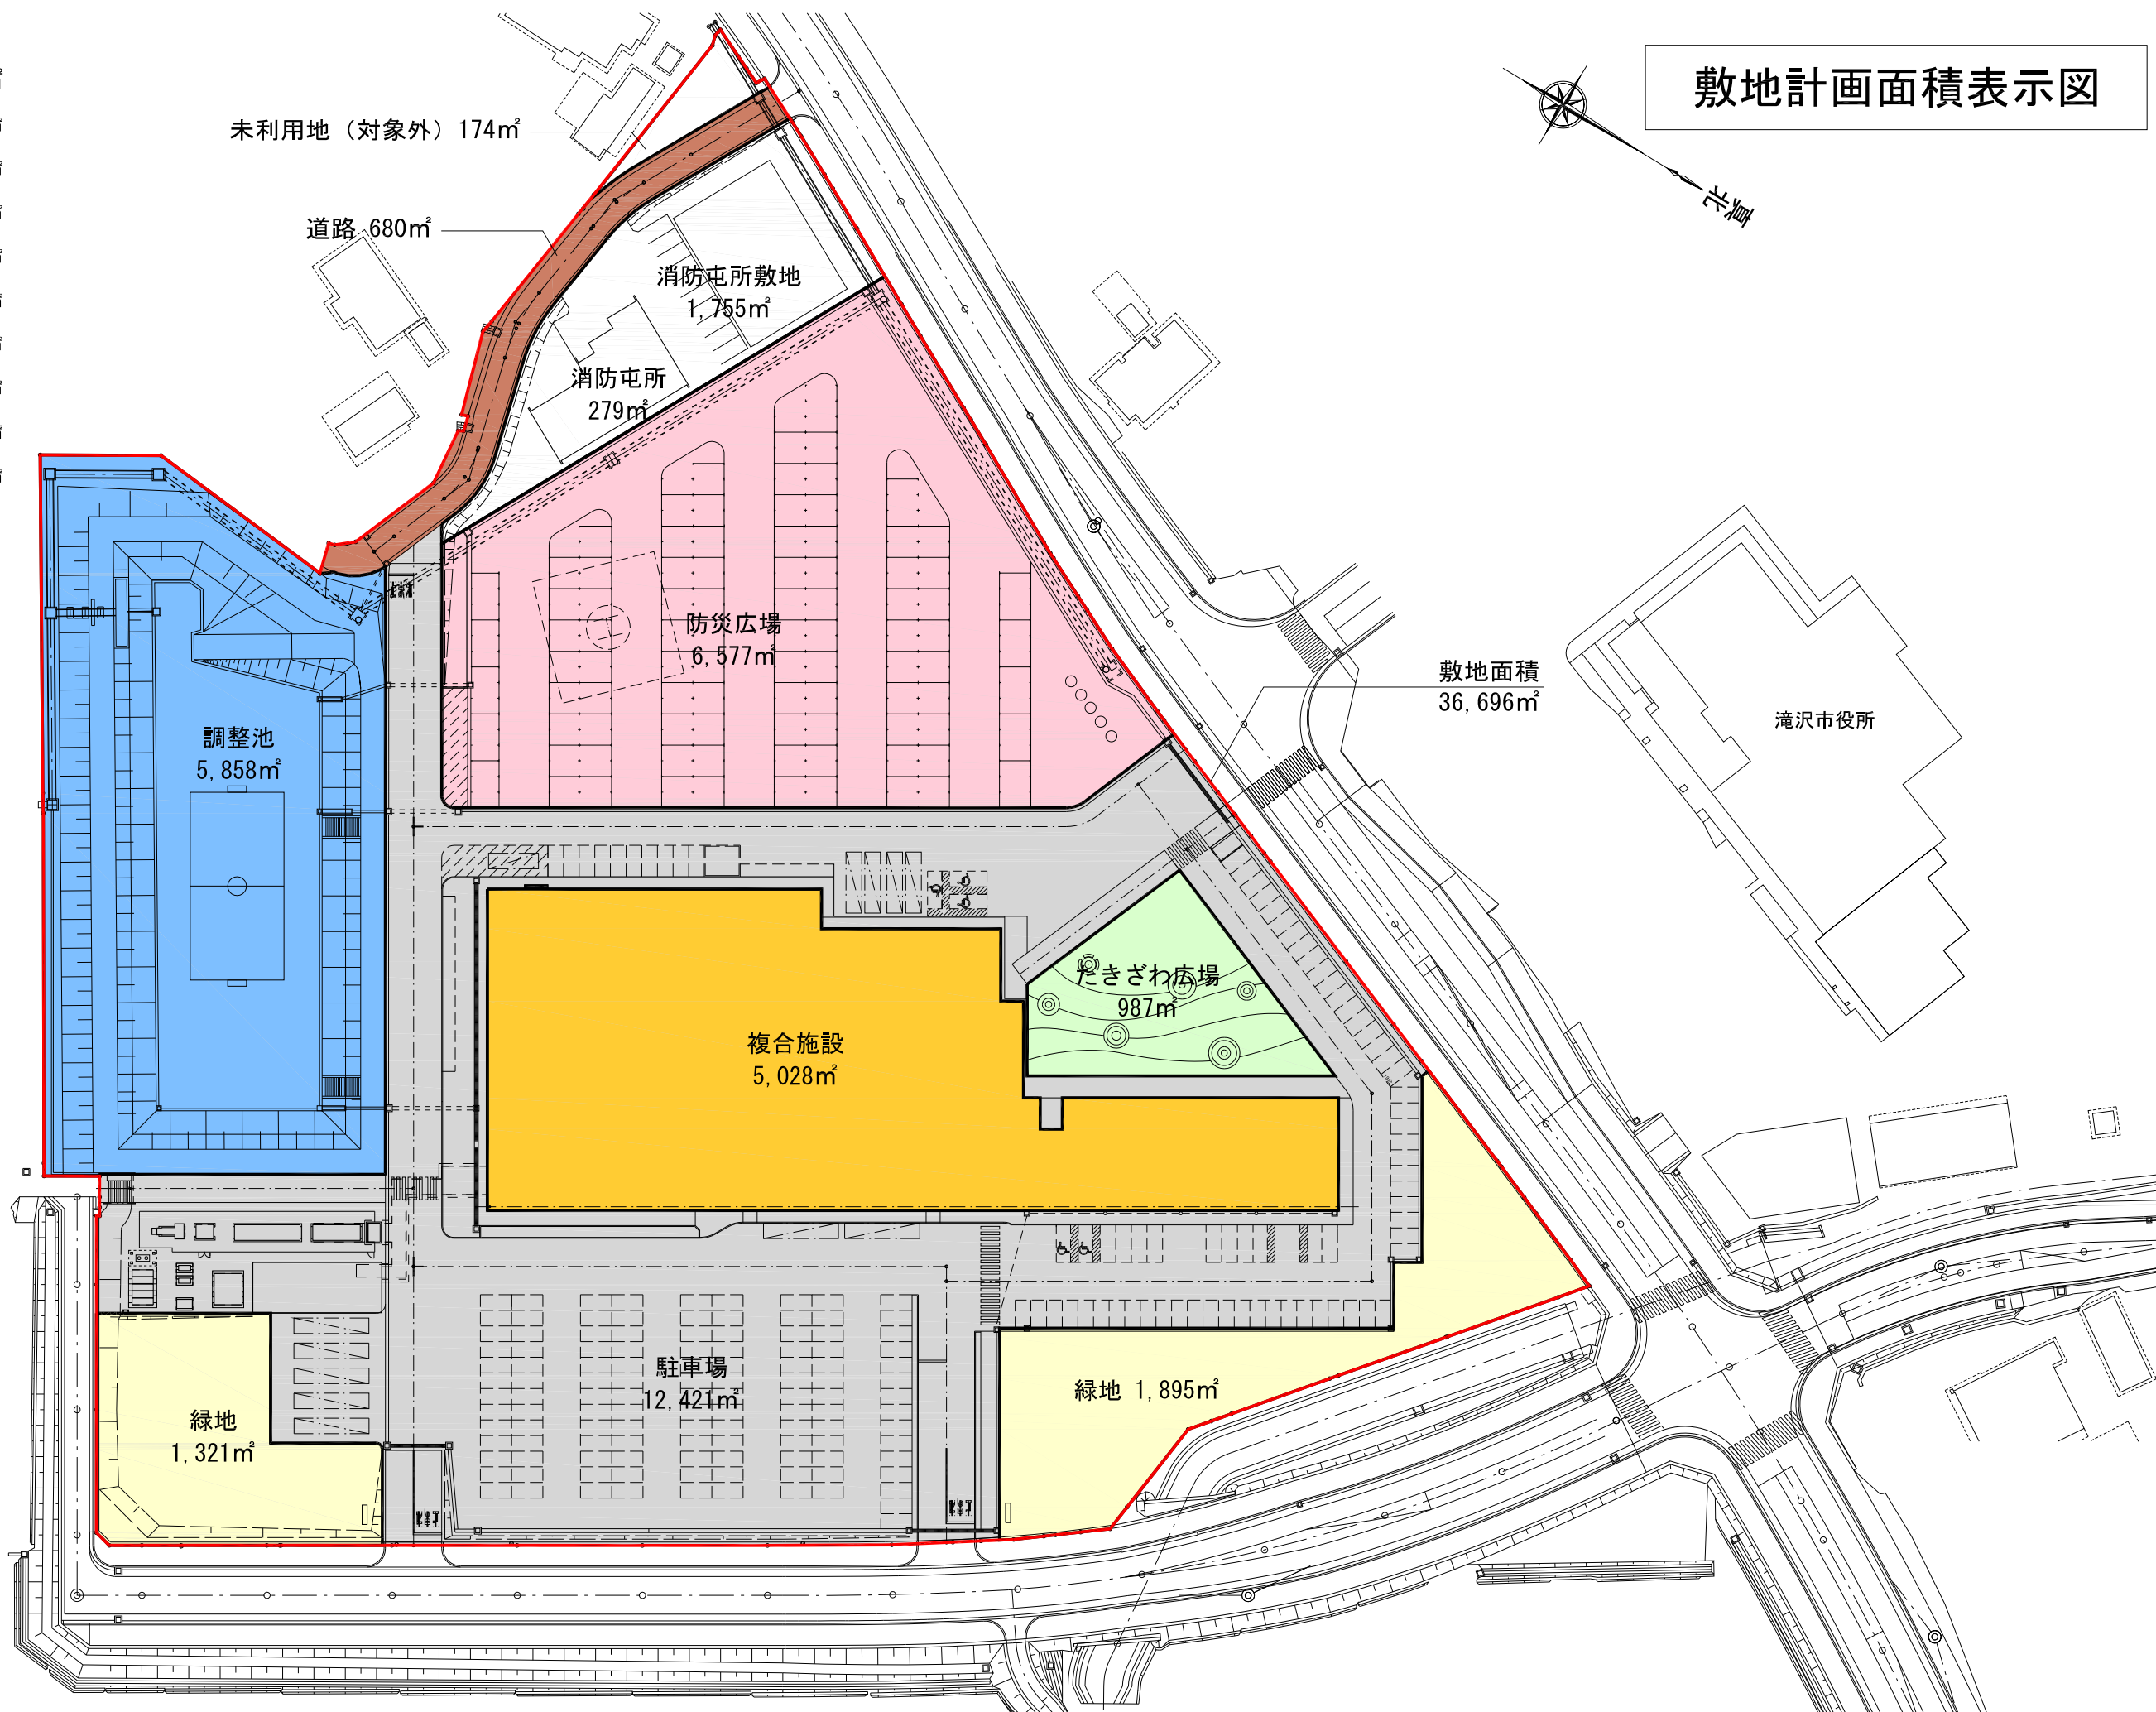 敷地計画面積表示図
真北
未利用地（対象外）174㎡
道路 680㎡
消防屯所敷地
1,755㎡
消防屯所
279㎡
防災広場
6,577㎡
敷地面積
36,696㎡
滝沢市役所
調整池
5,858㎡
たきざわ広場
987㎡
複合施設
5,028㎡
駐車場
12,421㎡
緑地 1,895㎡
緑地
1,321㎡